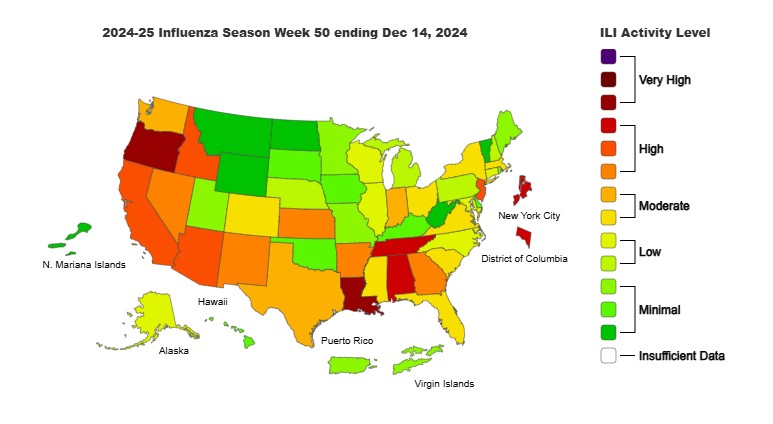 2024-25 Influenza Season Week 50 ending Dec 14, 2024
ILI Activity Level
Very High
High
Moderate
Low
Minimal
Insufficient Data
New York City
District of Columbia
N. Mariana Islands
Hawaii
Alaska
Puerto Rico
Virgin Islands